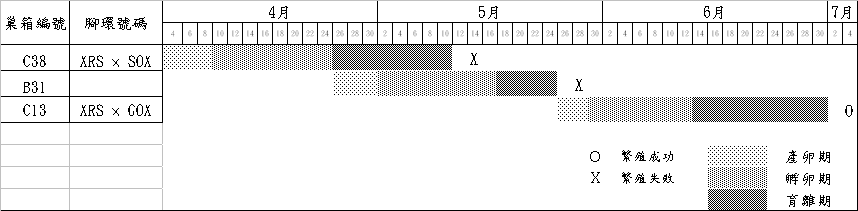 巢箱編號 腳環號碼 4月 5月 6月 7月
4 6 8 10 12 14 16 18 20 22 24 26 28 30 2 4 6 8 10 12 14 16 18 20 22 24 26 28 30 2 4 6 8 10 12 14 16 18 20 22 24 26 28 30 2 4
C38 XRS × SOX X
B31 X
C13 XRS × GOX O
O 繁殖成功 產卵期
X 繁殖失敗 孵卵期
育雛期